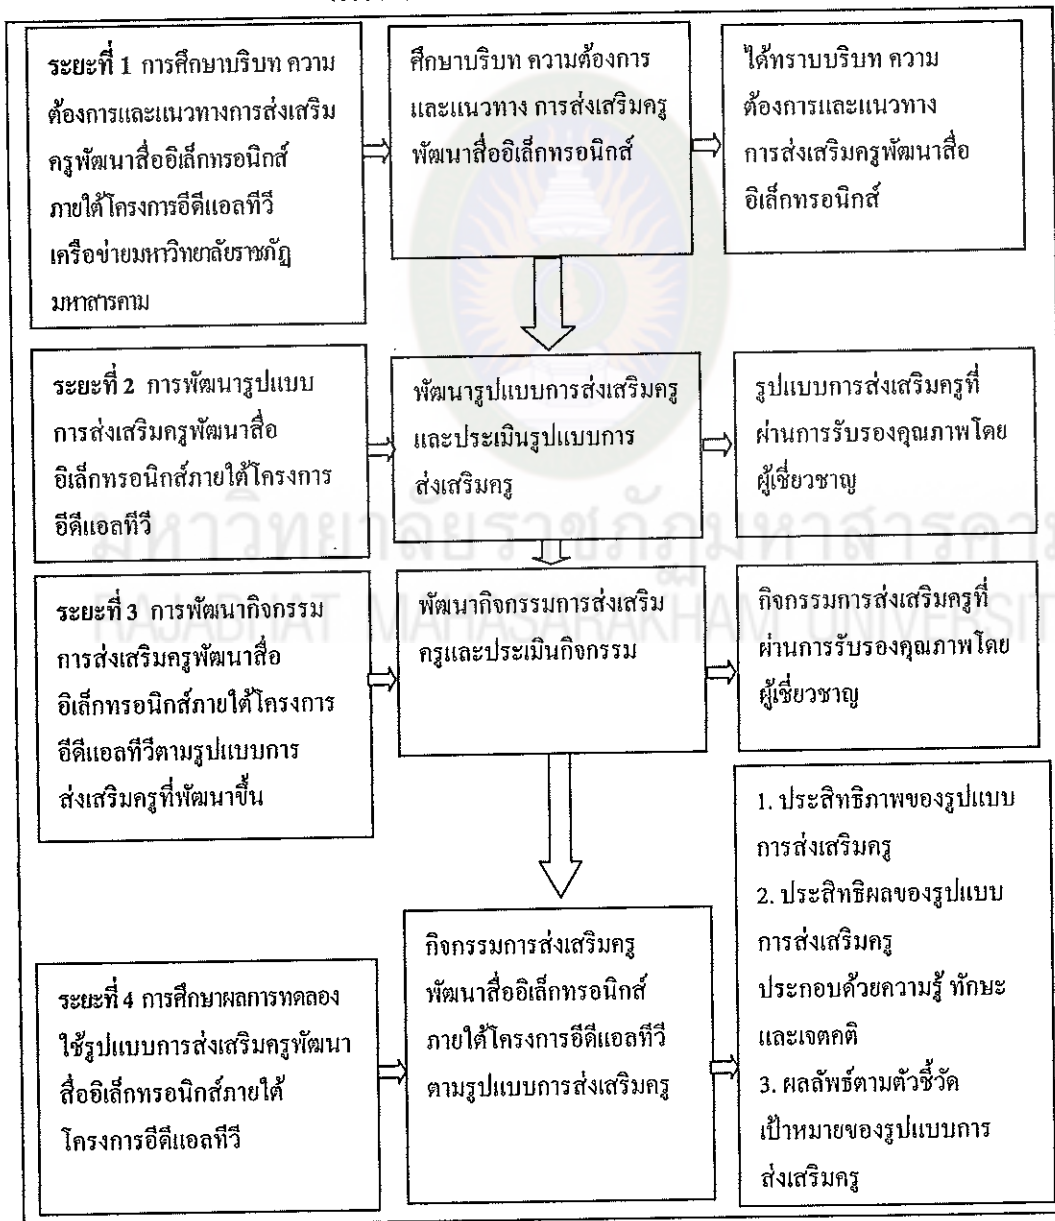 ระยะที่ 1 การศึกษาบริบท ความ
ต้องการและแนวทางการส่งเสริม
ครูพัฒนาสื่ออิเล็กทรอนิกส์
ภายใต้โครงการอีดีแอลทีวี
เครือข่ายมหาวิทยาลัยราชภัฏ
มหาสารคาม
ศึกษาบริบท ความต้องการ
และแนวทาง การส่งเสริมครู
พัฒนาสื่ออิเล็กทรอนิกส์
ได้ทราบบริบท ความ
ต้องการและแนวทาง
การส่งเสริมครูพัฒนาสื่อ
อิเล็กทรอนิกส์
ระยะที่ 2 การพัฒนารูปแบบ
การส่งเสริมครูพัฒนาสื่อ
อิเล็กทรอนิกส์ภายใต้โครงการ
อีดีแอลทีวี
พัฒนารูปแบบการส่งเสริมครู
และประเมินรูปแบบการ
ส่งเสริมครู
รูปแบบการส่งเสริมครูที่
ผ่านการรับรองคุณภาพโดย
ผู้เชี่ยวชาญ
มหาวิทยาลัยราชภัฏมหาสารคาม
RAJABHAT MAHASARAKHAM UNIVERSIT
ระยะที่ 3 การพัฒนากิจกรรม
การส่งเสริมครูพัฒนาสื่อ
อิเล็กทรอนิกส์ภายใต้โครงการ
อีดีแอลทีวีตามรูปแบบการ
ส่งเสริมครูที่พัฒนาขึ้น
พัฒนากิจกรรมการส่งเสริม
ครูและประเมินกิจกรรม
กิจกรรมการส่งเสริมครูที่
ผ่านการรับรองคุณภาพโดย
ผู้เชี่ยวชาญ
ระยะที่ 4 การศึกษาผลการทดลอง
ใช้รูปแบบการส่งเสริมครูพัฒนา
สื่ออิเล็กทรอนิกส์ภายใต้
โครงการอีดีแอลทีวี
กิจกรรมการส่งเสริมครู
พัฒนาสื่ออิเล็กทรอนิกส์
ภายใต้โครงการอีดีแอลทีวี
ตามรูปแบบการส่งเสริมครู
1. ประสิทธิภาพของรูปแบบ
การส่งเสริมครู
2. ประสิทธิผลของรูปแบบ
การส่งเสริมครู
ประกอบด้วยความรู้ ทักษะ
และเจตคติ
3. ผลลัพธ์ตามตัวชี้วัด
เป้าหมายของรูปแบบการ
ส่งเสริมครู